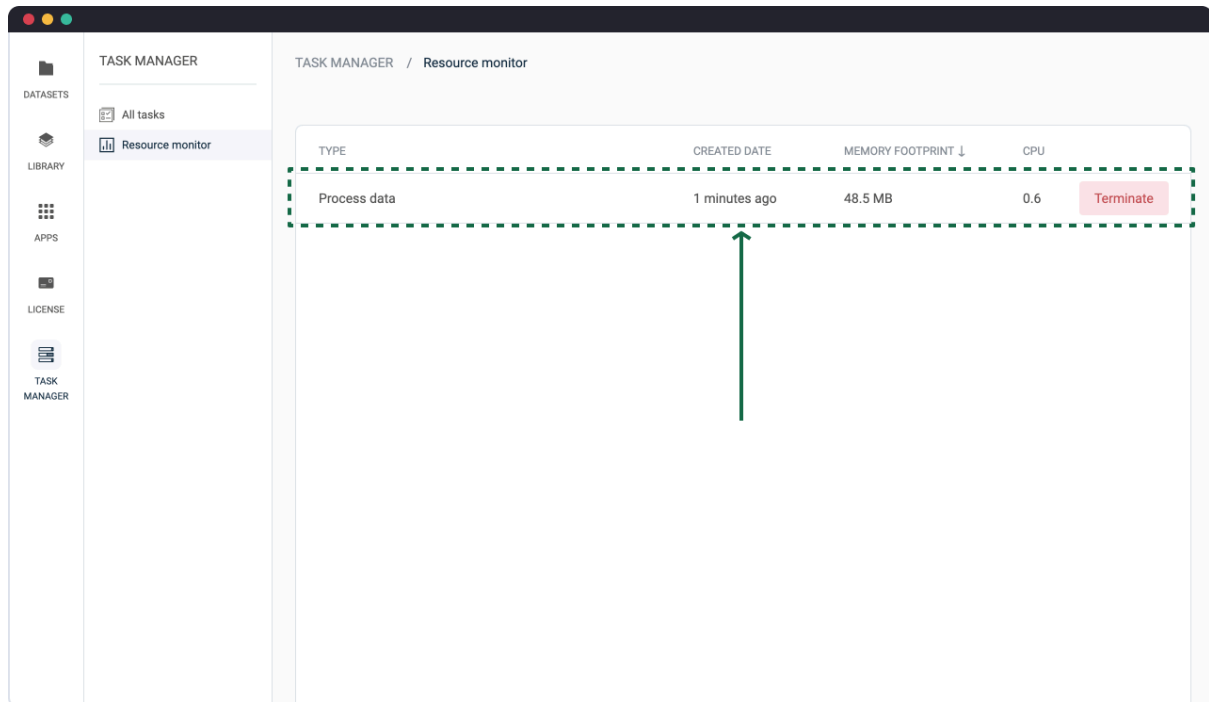 DATASETS
LIBRARY
APPS
LICENSE
TASK
MANAGER
TASK MANAGER
All tasks
Resource monitor
TASK MANAGER / Resource monitor
TYPE CREATED DATE MEMORY FOOTPRINT ↓ CPU
Process data 1 minutes ago 48.5 MB 0.6 Terminate